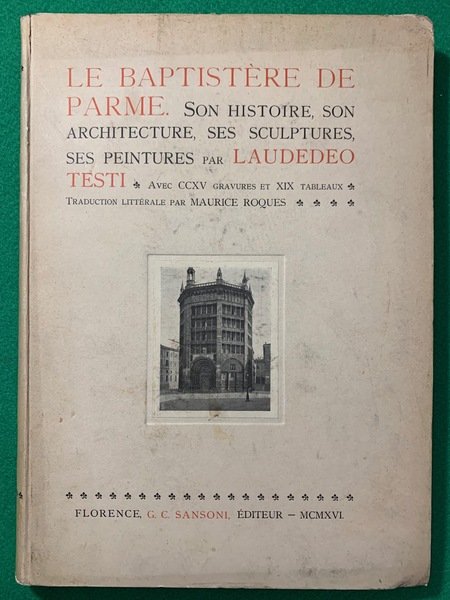 LE BAPTISTÈRE DE
PARME. SON HISTOIRE, SON
ARCHITECTURE, SES SCULPTURES,
SES PEINTURES PAR LAUDEDEO
TESTI AVEC CCXV GRAVURES ET XIX TABLEAUX
TRADUCTION LITTÉRALE PAR MAURICE ROQUES
FLORENCE, G. C. SANSONI, ÉDITEUR — MCMXVI.